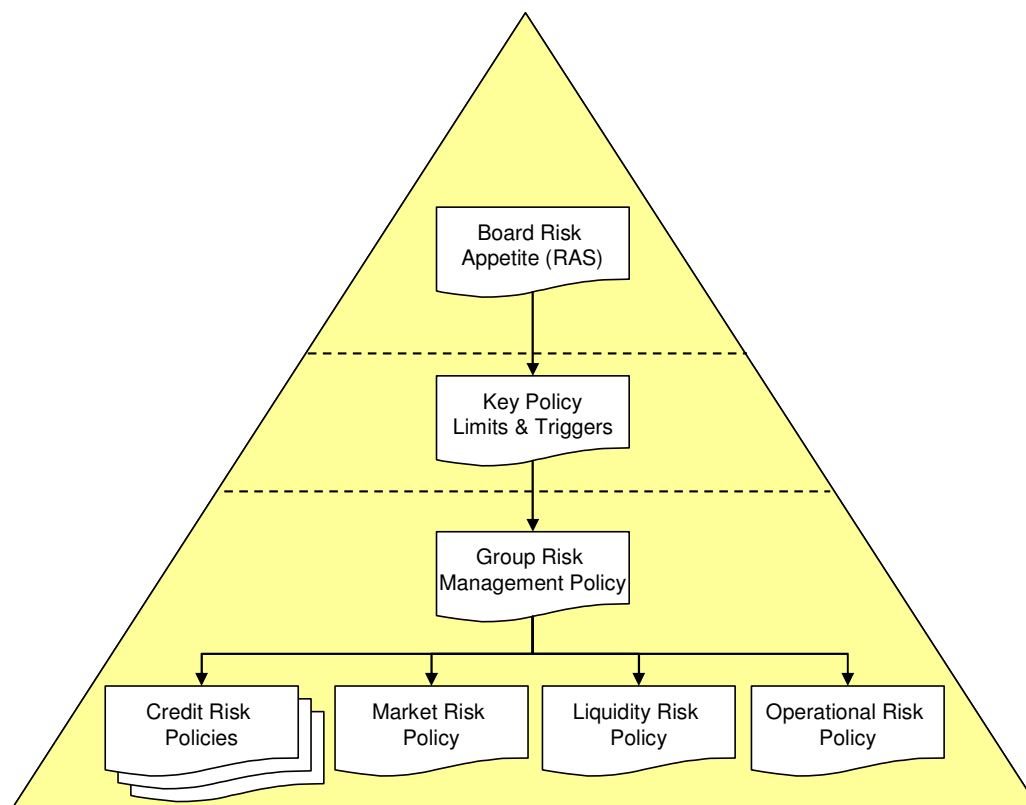 Board Risk
Appetite (RAS)
Key Policy
Limits & Triggers
Group Risk
Management Policy
Credit Risk
Policies
Market Risk
Policy
Liquidity Risk
Policy
Operational Risk
Policy